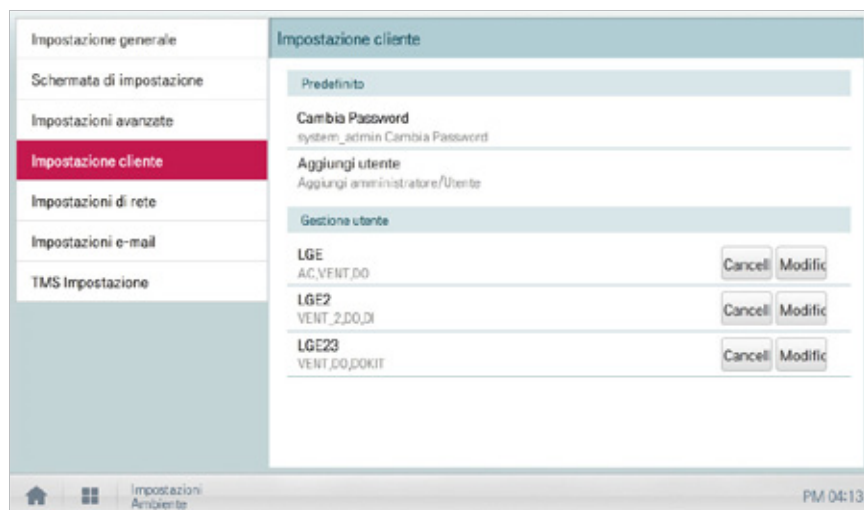 Impostazione generale
Schermata di impostazione
Impostazioni avanzate
Impostazione cliente
Impostazioni di rete
Impostazioni e-mail
TMS Impostazione
Impostazione cliente
Predefinito
Cambia Password
system_admin Cambia Password
Aggiungi utente
Aggiungi amministratore/Utente
Gestione utente
LGE
AC,VENT,DO
Cancell Modific
LGE2
VENT_2,DO,DI
Cancell Modific
LGE23
VENT,DO,DOKIT
Cancell Modific
Impostazioni
Ambiente
PM 04:13